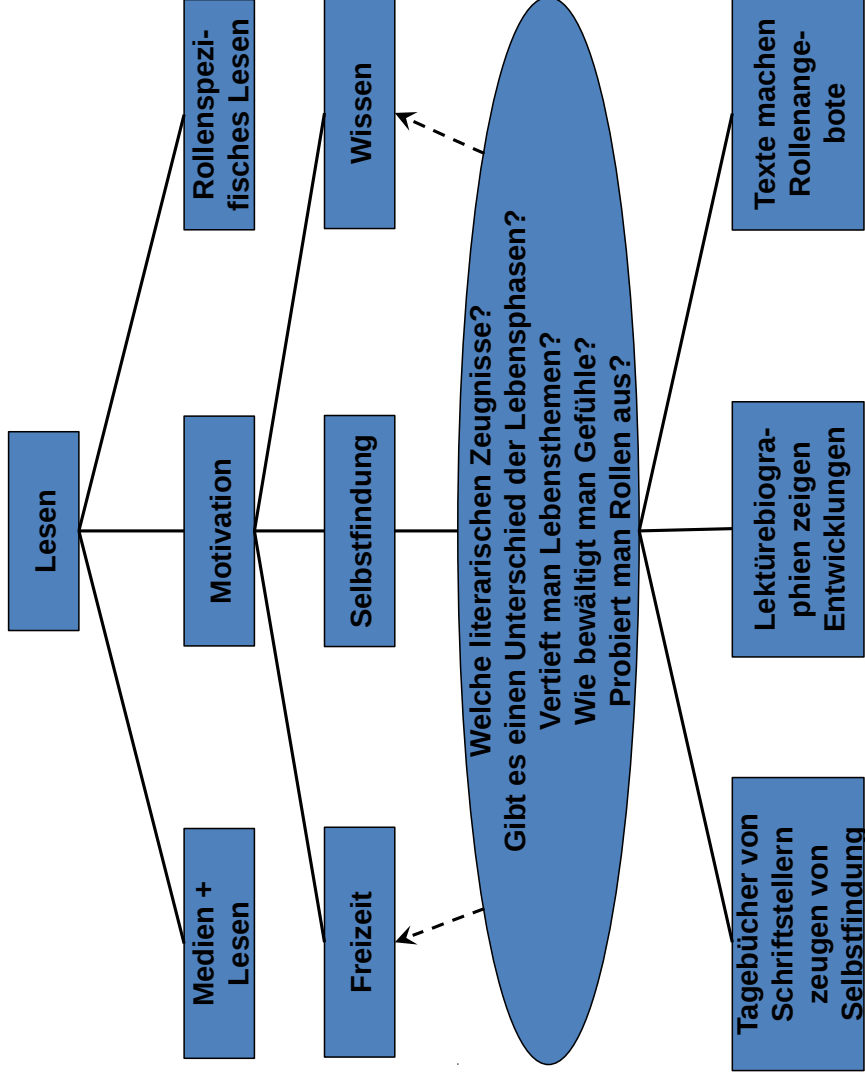 Lesen
Medien +
Lesen
Motivation
Rollenspezi-
fisches Lesen
Freizeit
Selbstfindung
Wissen
Welche literarischen Zeugnisse?
Gibt es einen Unterschied der Lebensphasen?
Vertieft man Lebensthemen?
Wie bewältigt man Gefühle?
Probiert man Rollen aus?
Tagebücher von
Schriftstellern
zeugen von
Selbstfindung
Lektürebiogra-
phien zeigen
Entwicklungen
Texte machen
Rollenange-
bote